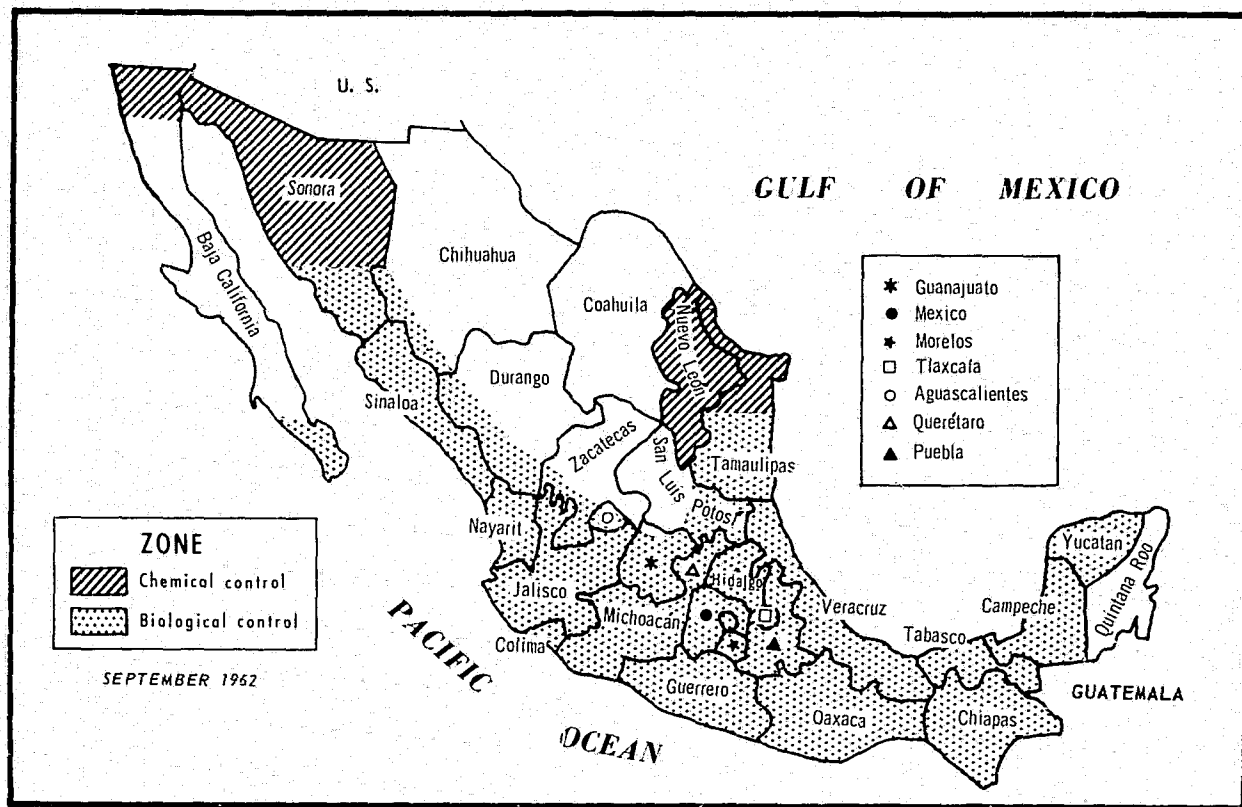 U. S.
GULF OF MEXICO
Sonora
Chihuahua
Baja California
Coahuila
Nuevo León
Durango
Sinaloa
Zacatecas
San Luis Potosí
Tamaulipas
Nayarit
Jalisco
Hidalgo
Michoacán
Colima
Veracruz
Guerrero
Oaxaca
Tabasco
Campeche
Yucatan
Quintana Roo
Chiapas
GUATEMALA
PACIFIC
OCEAN
Guanajuato
Mexico
Morelos
Tlaxcala
Aguascalientes
Querétaro
Puebla
ZONE
Chemical control
Biological control
SEPTEMBER 1962